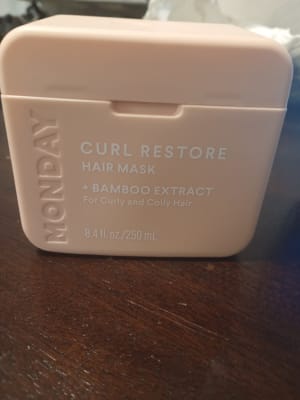 MONDAY
CURL RESTORE
HAIR MASK
+ BAMBOO EXTRACT
For Curly and Coily Hair
8.4 fl. oz./250 mL